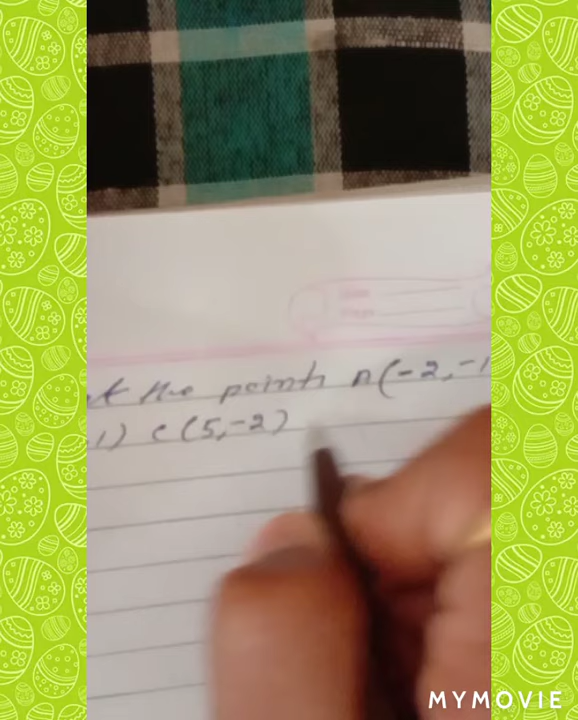 the points A(-2,-1
,1) C(5,-2)
MYMOVIE